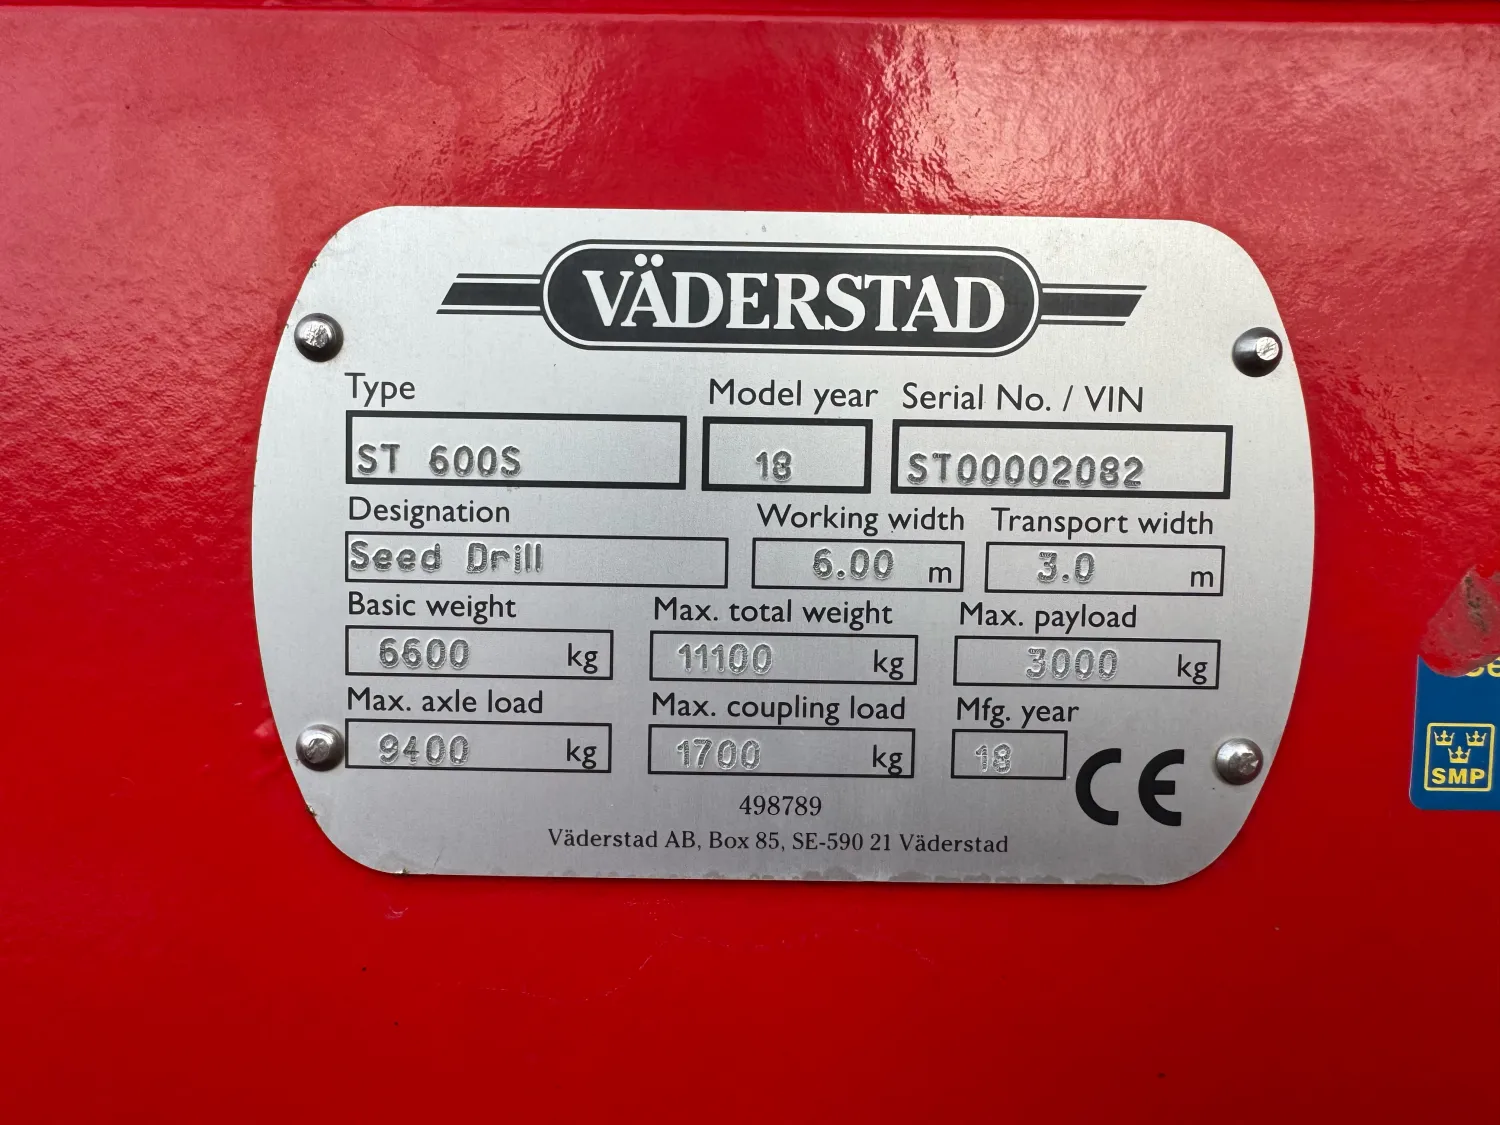 VÄDERSTAD
Type Model year Serial No. / VIN
ST 600S 18 ST00002082
Designation Working width Transport width
Seed Drill 6.00 m 3.0 m
Basic weight Max. total weight Max. payload
6600 kg 11100 kg 3000 kg
Max. axle load Max. coupling load Mfg. year
9400 kg 1700 kg 18
CE
498789
Väderstad AB, Box 85, SE-590 21 Väderstad
SMP